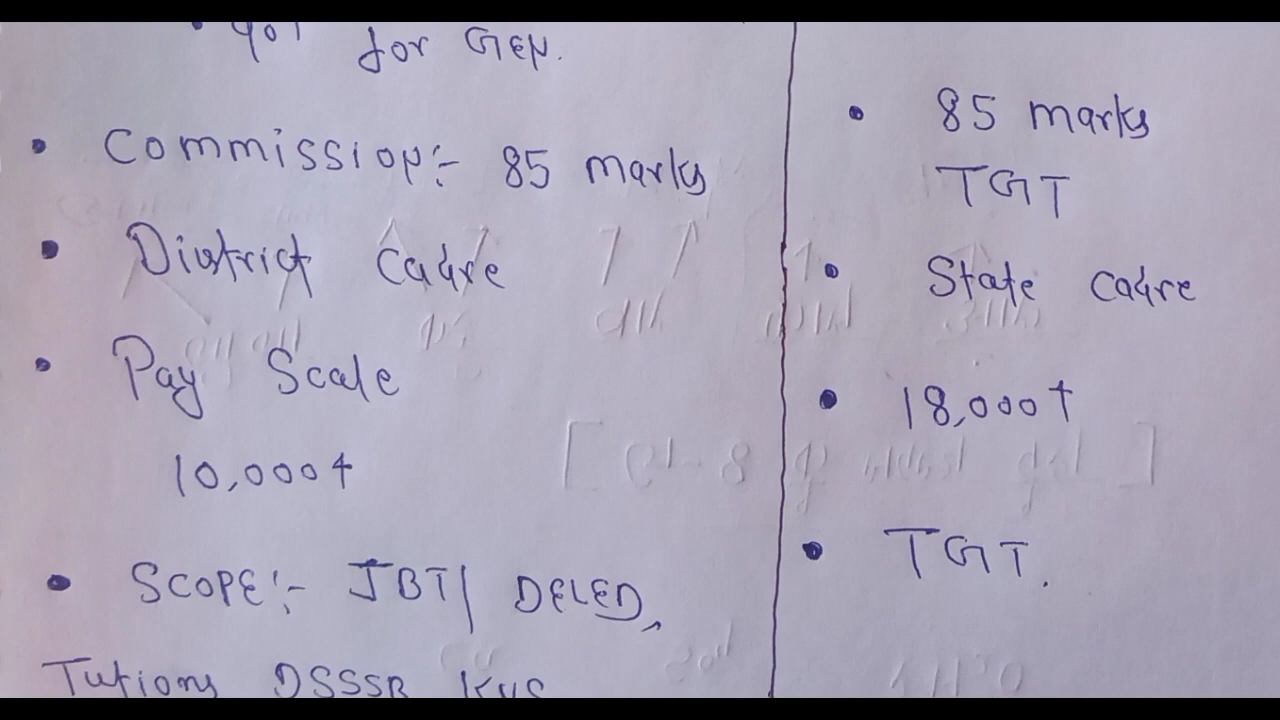 for GEN.
• Commission:- 85 marks
• District Cadre
• Pay Scale
10,000+
• SCOPE:- JBT/ DELED,
Tutions DSSSB KVS
• 85 marks
TGT
• State cadre
• 18,000+
• TGT.